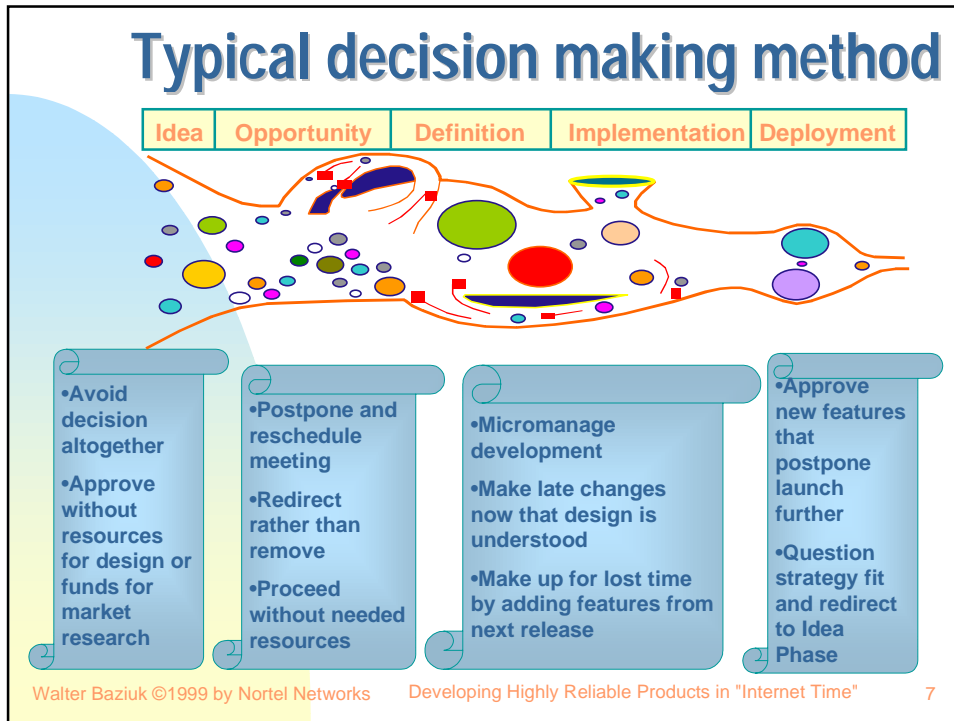 Typical decision making method
Idea Opportunity Definition Implementation Deployment
•Avoid
decision
altogether
•Approve
without
resources
for design or
funds for
market
research
•Postpone and
reschedule
meeting
•Redirect
rather than
remove
•Proceed
without needed
resources
•Micromanage
development
•Make late changes
now that design is
understood
•Make up for lost time
by adding features from
next release
•Approve
new features
that
postpone
launch
further
•Question
strategy fit
and redirect
to Idea
Phase
Walter Baziuk ©1999 by Nortel Networks Developing Highly Reliable Products in "Internet Time" 7